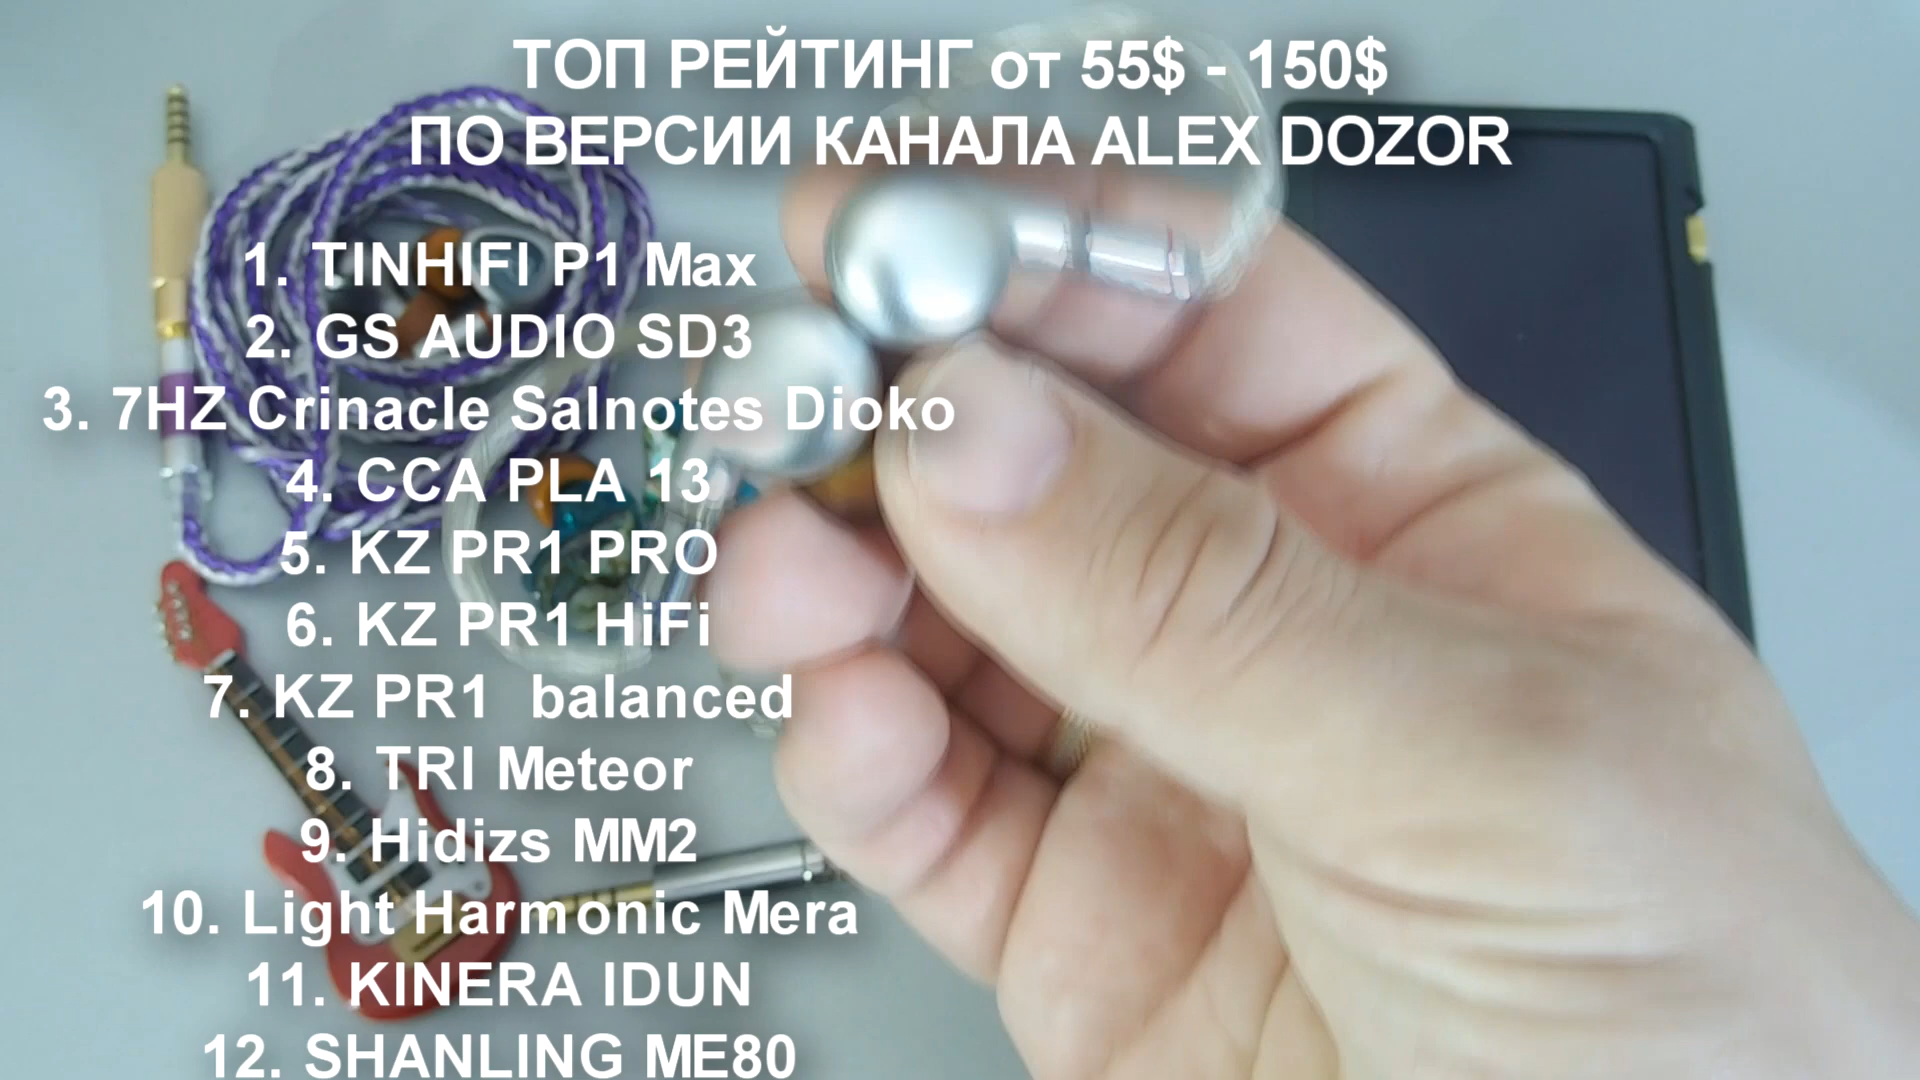 ТОП РЕЙТИНГ от 55$ - 150$
ПО ВЕРСИИ КАНАЛА ALEX DOZOR
1. TINHIFI P1 Max
2. GS AUDIO SD3
3. 7HZ Crinacle Salnotes Dioko
4. CCA PLA 13
5. KZ PR1 PRO
6. KZ PR1 HiFi
7. KZ PR1 balanced
8. TRI Meteor
9. Hidizs MM2
10. Light Harmonic Mera
11. KINERA IDUN
12. SHANLING ME80